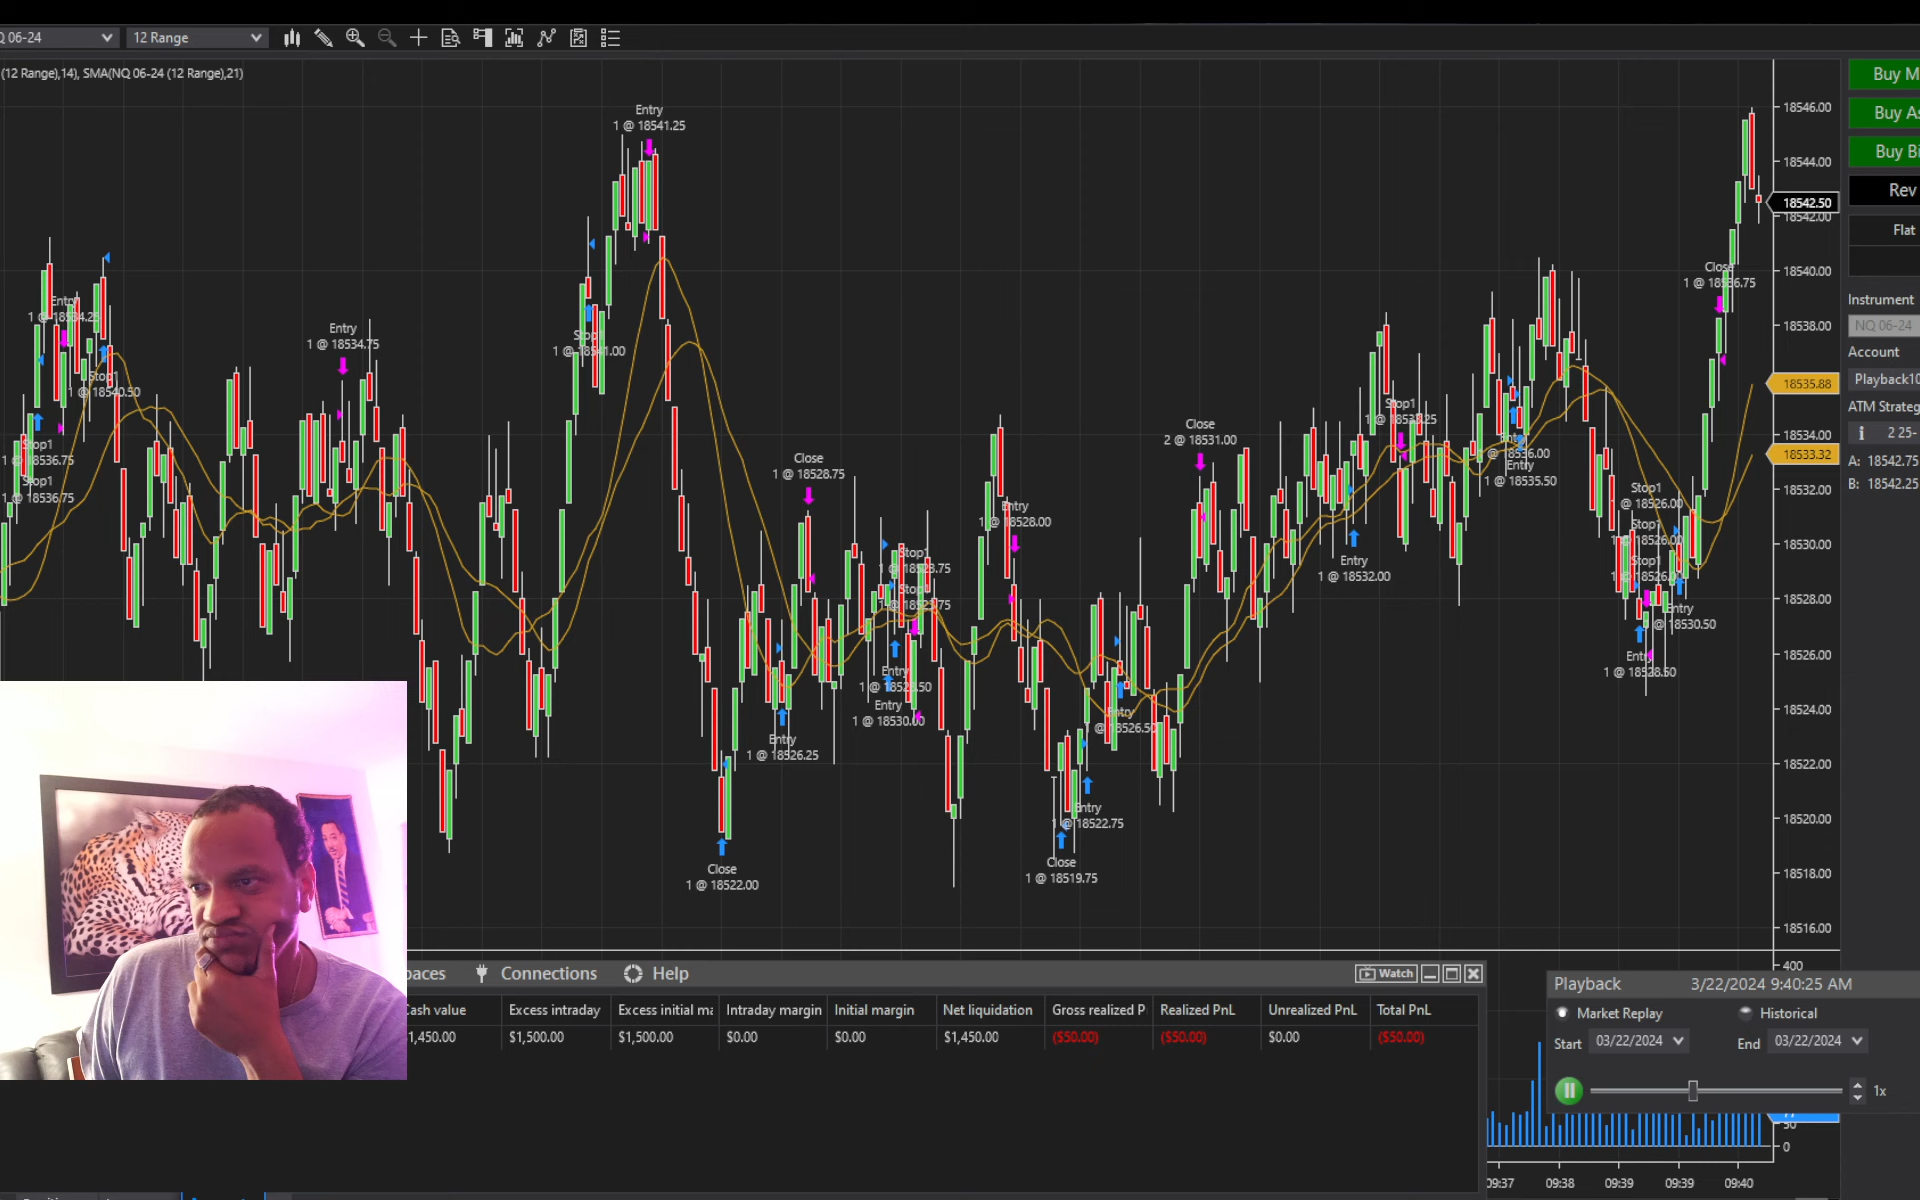 06-24
12 Range
(12 Range),14), SMA(NQ 06-24 (12 Range),21)
Entry
1 @ 18541.25
Entry
1 @ 18534.25
Stop1
1 @ 18540.50
Stop1
1 @ 18536.75
Stop1
1 @ 18536.75
Entry
1 @ 18534.75
Stop1
1 @ 18541.00
Close
1 @ 18522.00
Entry
1 @ 18526.25
Close
1 @ 18528.75
Stop1
Stop1
Entry
Entry
1 @ 18530.00
Entry
1 @ 18528.00
Close
1 @ 18519.75
Entry
1 @ 18522.75
Entry
1 @ 18526.50
Close
2 @ 18531.00
Entry
1 @ 18532.00
Stop1
1 @ 18533.25
@ 18536.00
Entry
1 @ 18535.50
Stop1
1 @ 18526.00
Stop1
1 @ 18526.00
Stop1
Entry
1 @ 18528.50
Entry
@ 18530.50
Close
1 @ 18536.75
18546.00
18544.00
18542.50
18542.00
18540.00
18538.00
18535.88
18534.00
18533.32
18532.00
18530.00
18528.00
18526.00
18524.00
18522.00
18520.00
18518.00
18516.00
400
50
0
Buy M
Buy As
Buy Bi
Rev
Flat
Instrument
NQ 06-24
Account
Playback10
ATM Strateg
2 25-
A: 18542.75
B: 18542.25
paces
Connections
Help
Watch
Cash value
Excess intraday
Excess initial ma
Intraday margin
Initial margin
Net liquidation
Gross realized P
Realized PnL
Unrealized PnL
Total PnL
1,450.00
$1,500.00
$1,500.00
$0.00
$0.00
$1,450.00
($50.00)
($50.00)
$0.00
($50.00)
Playback
3/22/2024 9:40:25 AM
Market Replay
Historical
Start
03/22/2024
End
03/22/2024
1x
09:37
09:38
09:39
09:39
09:40